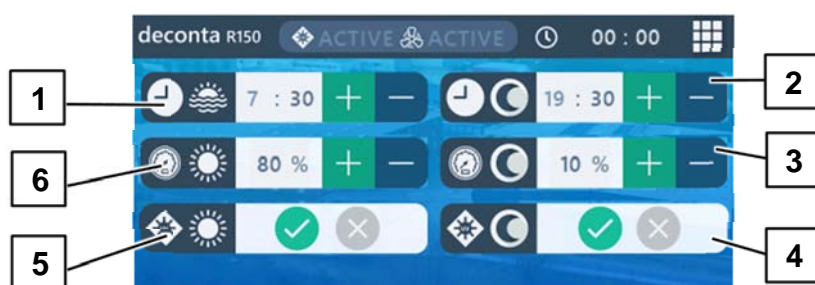 deconta R150 ACTIVE ACTIVE 00 : 00
1 7 : 30 + − 19 : 30 + − 2
6 80 % + − 10 % + − 3
5 4